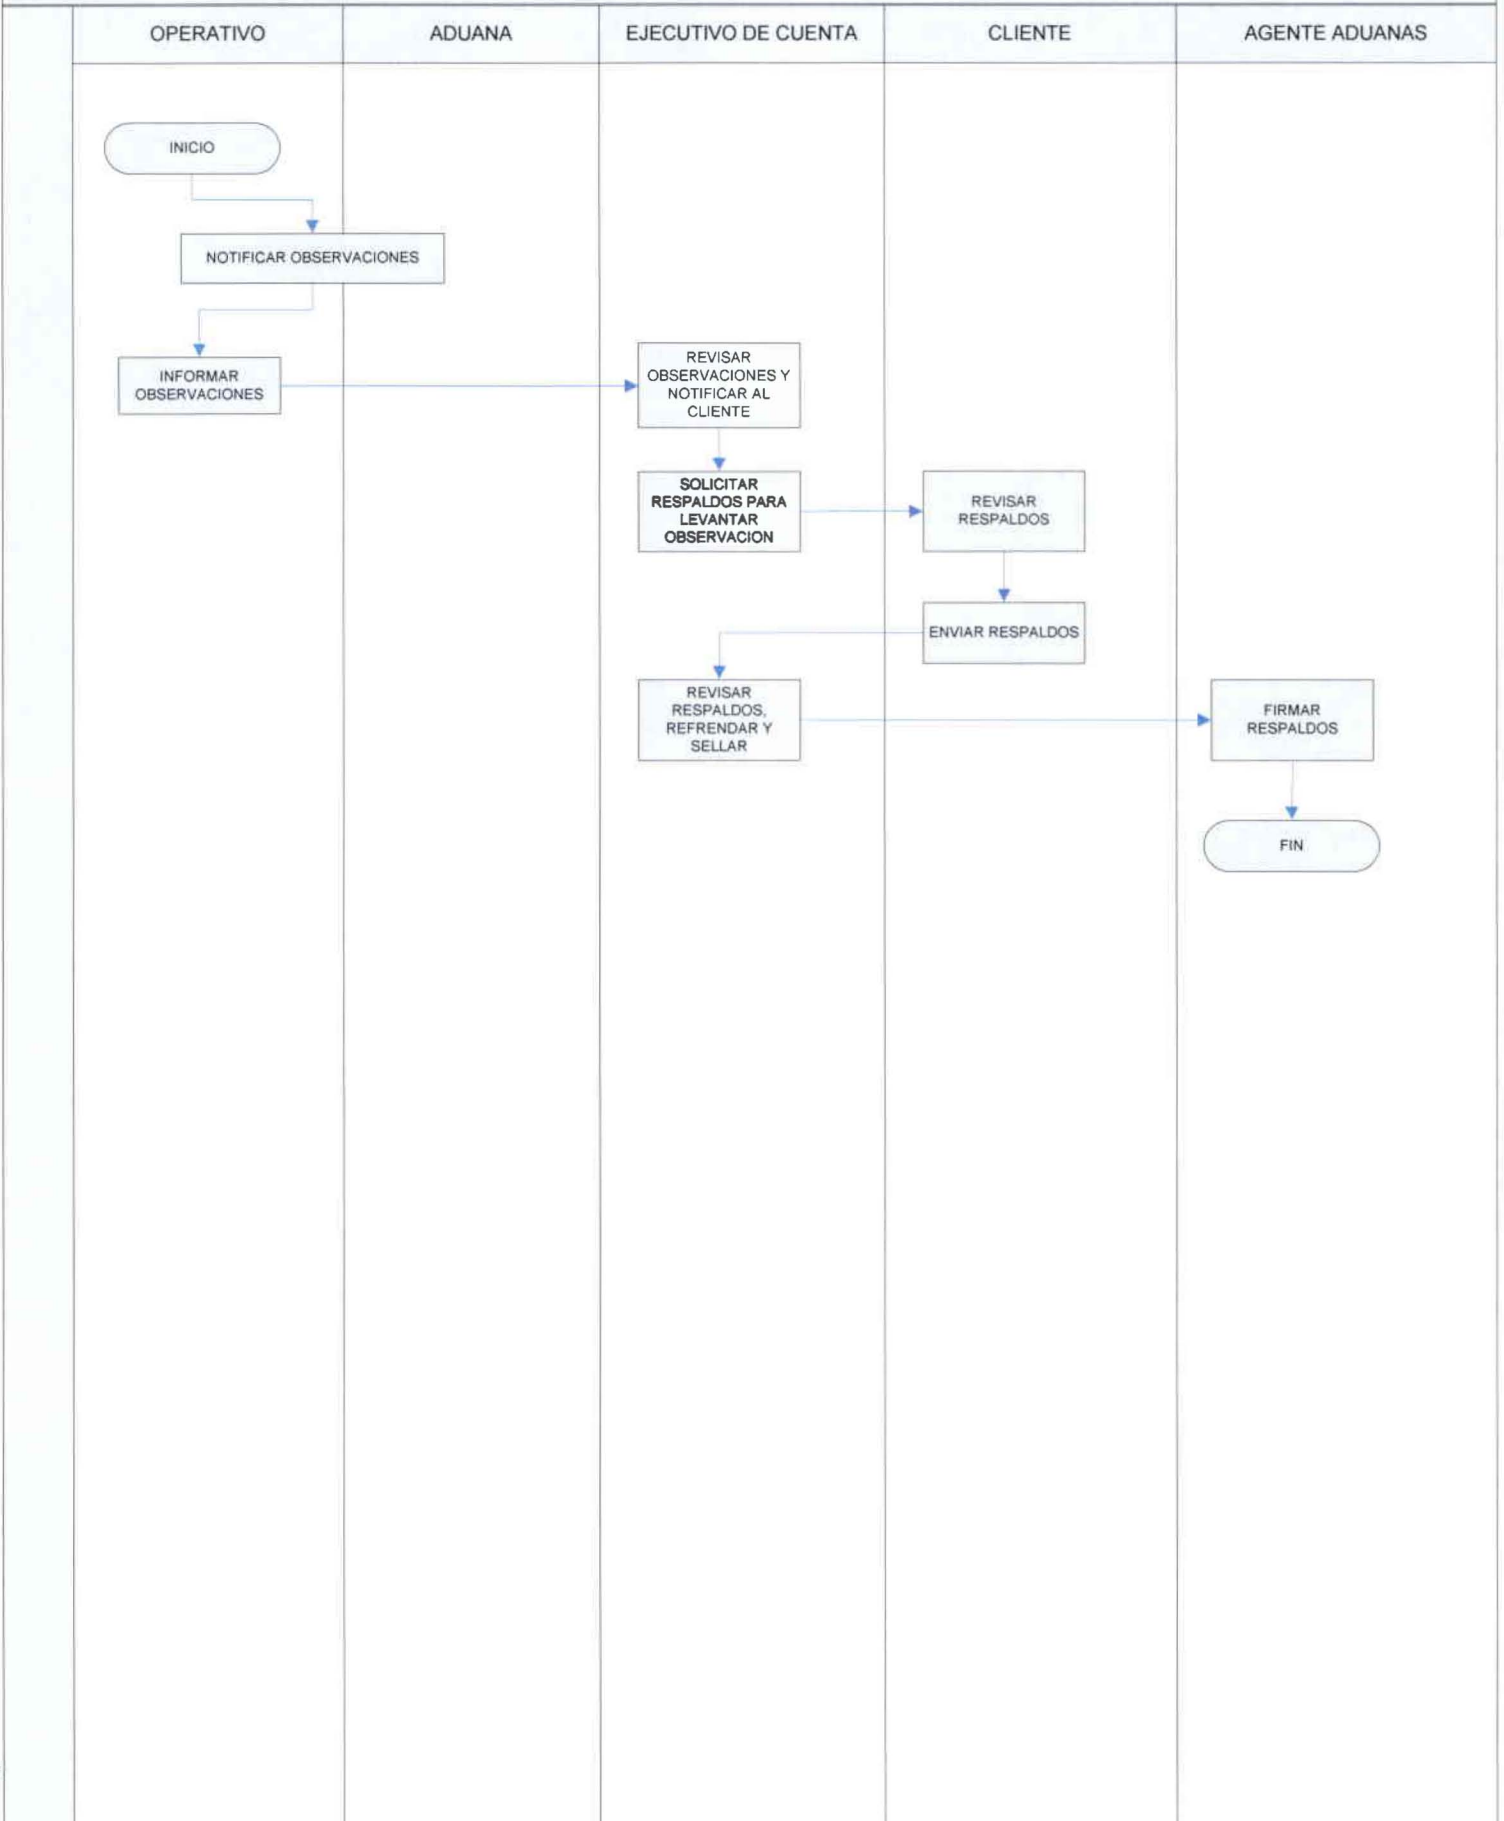 OPERATIVO
ADUANA
EJECUTIVO DE CUENTA
CLIENTE
AGENTE ADUANAS
INICIO
NOTIFICAR OBSERVACIONES
INFORMAR
OBSERVACIONES
REVISAR
OBSERVACIONES Y
NOTIFICAR AL
CLIENTE
SOLICITAR
RESPALDOS PARA
LEVANTAR
OBSERVACION
REVISAR
RESPALDOS
ENVIAR RESPALDOS
REVISAR
RESPALDOS,
REFRENDAR Y
SELLAR
FIRMAR
RESPALDOS
FIN